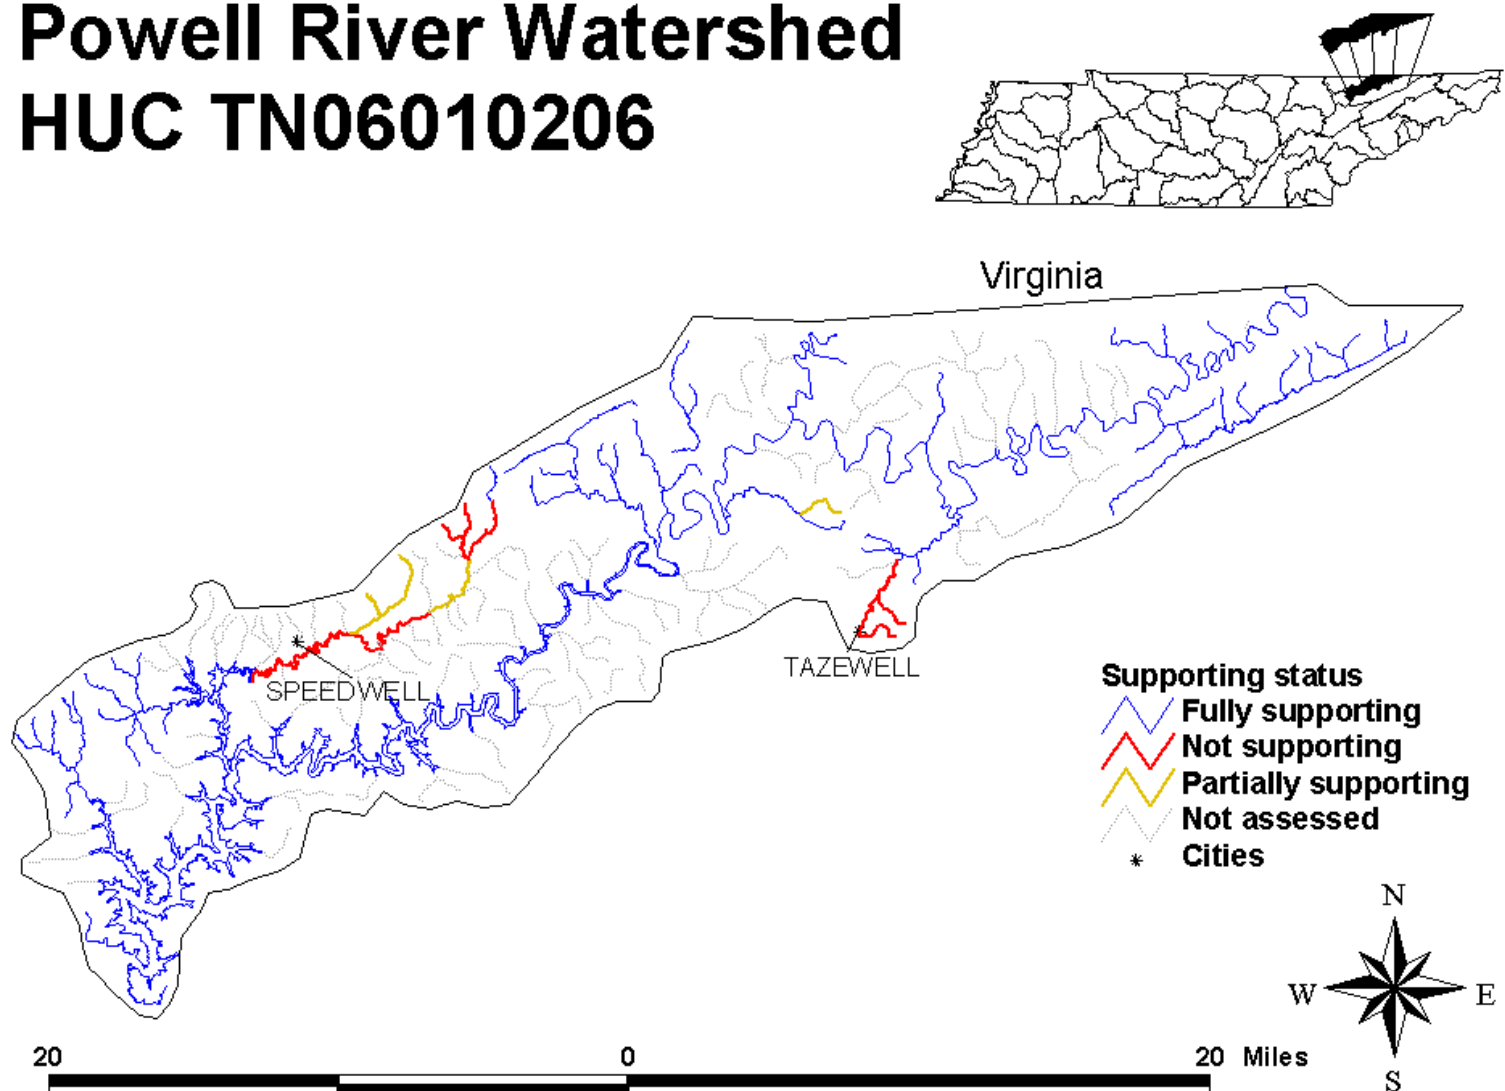 Powell River Watershed
HUC TN06010206
Virginia
SPEEDWELL
TAZEWELL
Supporting status
Fully supporting
Not supporting
Partially supporting
Not assessed
Cities
N
W E
S
20 0 20 Miles